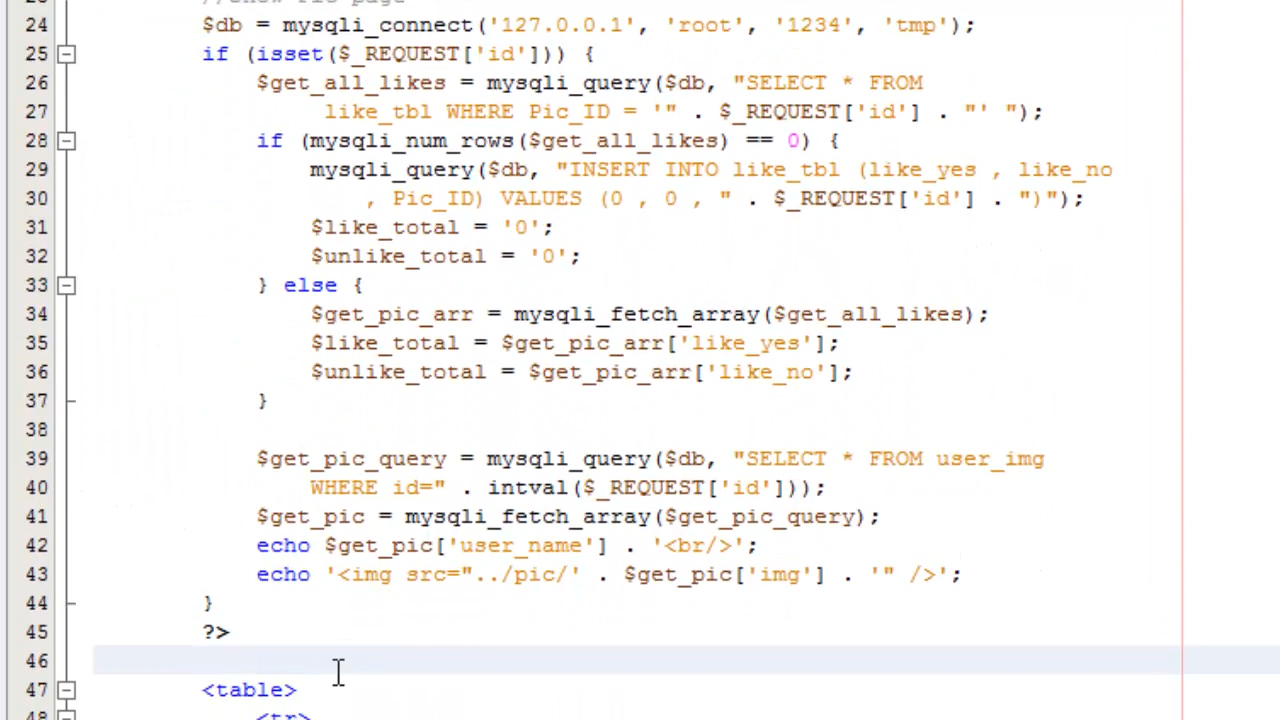 24 $db = mysqli_connect('127.0.0.1', 'root', '1234', 'tmp');
25 if (isset($_REQUEST['id'])) {
26 $get_all_likes = mysqli_query($db, "SELECT * FROM
27 like_tbl WHERE Pic_ID = '" . $_REQUEST['id'] . "' ");
28 if (mysqli_num_rows($get_all_likes) == 0) {
29 mysqli_query($db, "INSERT INTO like_tbl (like_yes , like_no
30 , Pic_ID) VALUES (0 , 0 , " . $_REQUEST['id'] . ")");
31 $like_total = '0';
32 $unlike_total = '0';
33 } else {
34 $get_pic_arr = mysqli_fetch_array($get_all_likes);
35 $like_total = $get_pic_arr['like_yes'];
36 $unlike_total = $get_pic_arr['like_no'];
37 }
38
39 $get_pic_query = mysqli_query($db, "SELECT * FROM user_img
40 WHERE id=" . intval($_REQUEST['id']));
41 $get_pic = mysqli_fetch_array($get_pic_query);
42 echo $get_pic['user_name'] . '<br/>';
43 echo '<img src="../pic/' . $get_pic['img'] . '" />';
44 }
45 ?>
46
47 <table>
48 <tr>